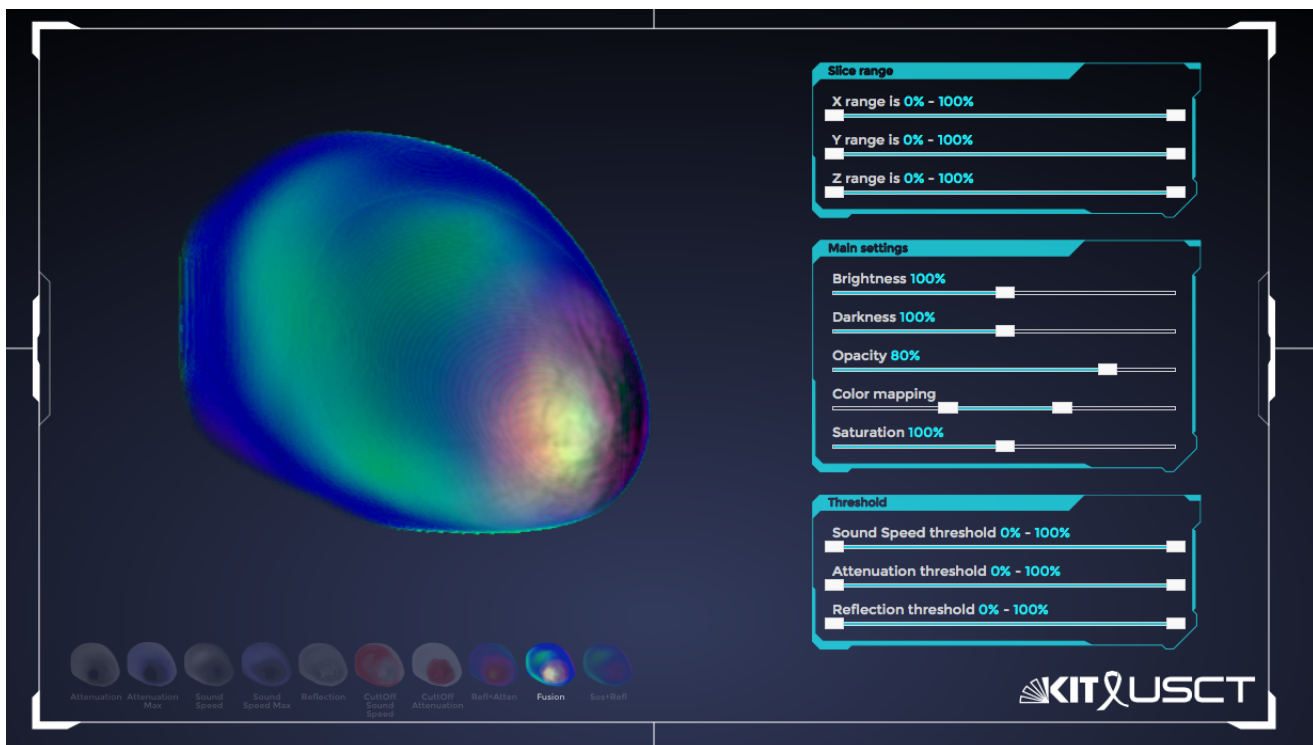 Slice range
X range is 0% - 100%
Y range is 0% - 100%
Z range is 0% - 100%
Main settings
Brightness 100%
Darkness 100%
Opacity 80%
Color mapping
Saturation 100%
Threshold
Sound Speed threshold 0% - 100%
Attenuation threshold 0% - 100%
Reflection threshold 0% - 100%
Attenuation
Attenuation
Max
Sound
Speed
Sound
Speed Max
Reflection
CuttOff
Sound
Speed
CuttOff
Attenuation
Refl+Atten
Fusion
Sos+Refl
KIT USCT